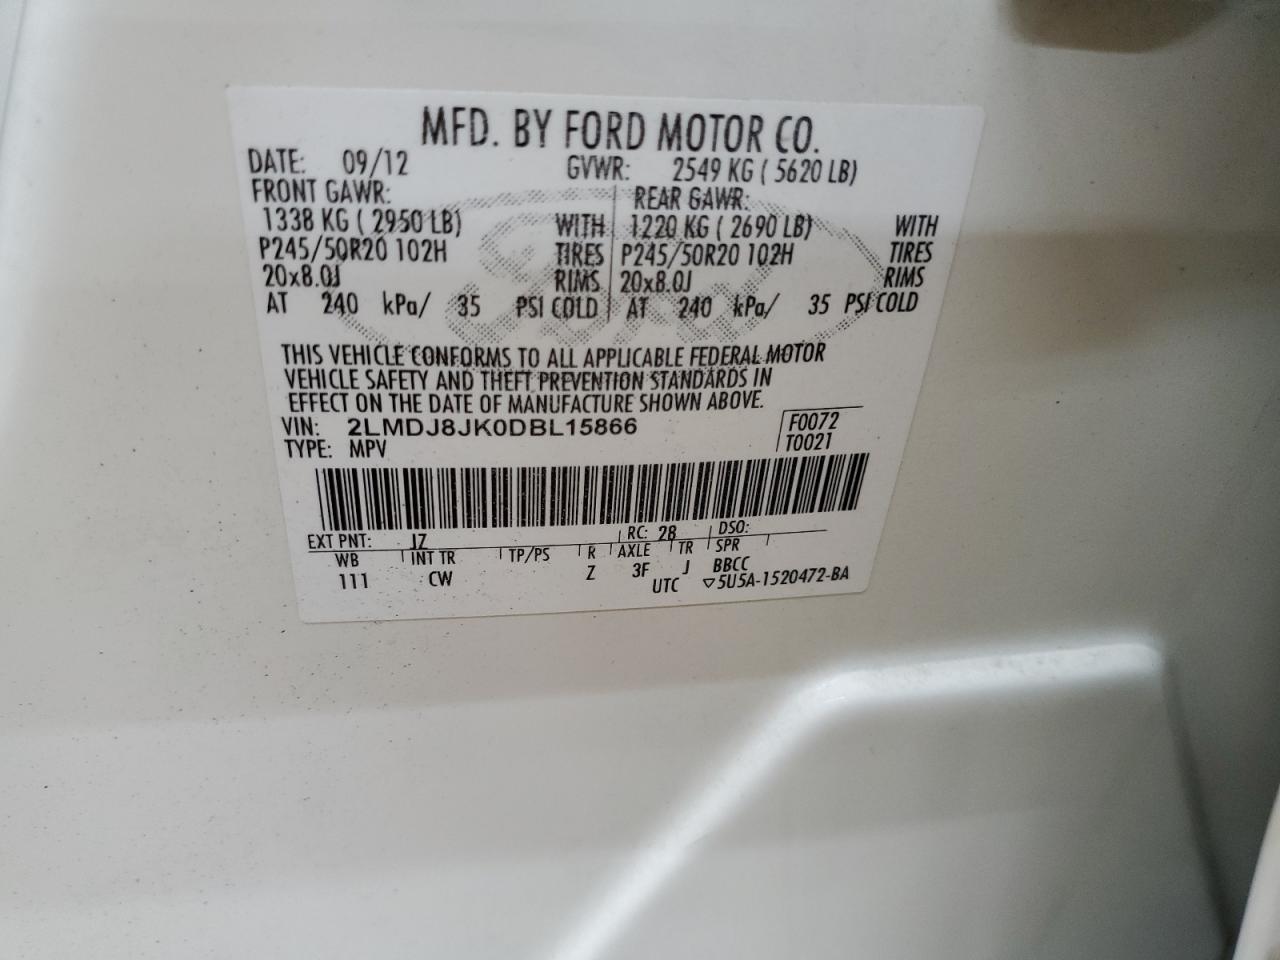 MFD. BY FORD MOTOR CO.
DATE: 09/12 GVWR: 2549 KG ( 5620 LB)
FRONT GAWR: REAR GAWR:
1338 KG ( 2950 LB) WITH 1220 KG ( 2690 LB) WITH
P245/50R20 102H TIRES P245/50R20 102H TIRES
20x8.0J RIMS 20x8.0J RIMS
AT 240 kPa/ 35 PSI COLD AT 240 kPa/ 35 PSI COLD
Ford
THIS VEHICLE CONFORMS TO ALL APPLICABLE FEDERAL MOTOR
VEHICLE SAFETY AND THEFT PREVENTION STANDARDS IN
EFFECT ON THE DATE OF MANUFACTURE SHOWN ABOVE.
VIN: 2LMDJ8JK0DBL15866 F0072
TYPE: MPV T0021
EXT PNT: JZ RC: 28 DSO:
WB INT TR TP/PS R AXLE TR SPR
111 CW Z 3F J BBCC
UTC ▽5U5A-1520472-BA